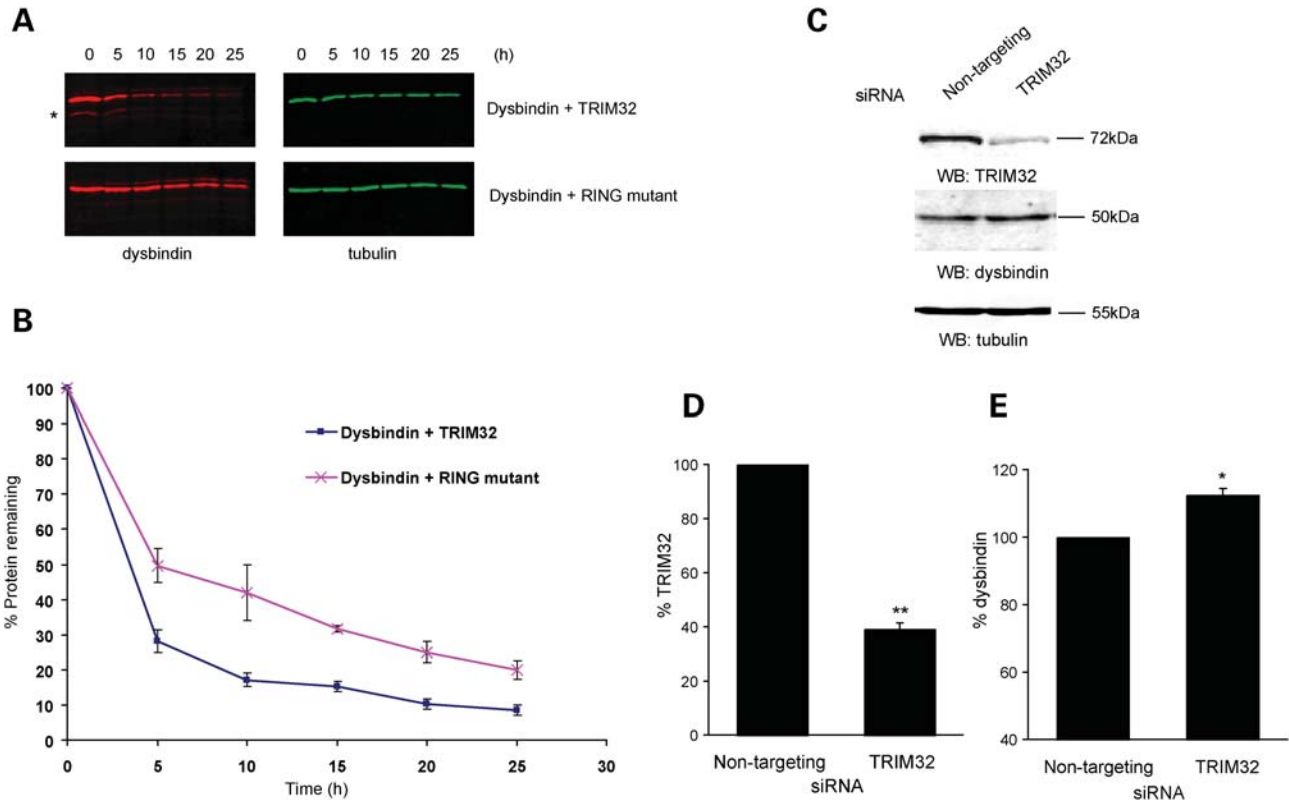 A
0 5 10 15 20 25 (h)
*
Dysbindin + TRIM32
Dysbindin + RING mutant
dysbindin
tubulin
B
100
90
80
70
60
50
40
30
20
10
0
% Protein remaining
Dysbindin + TRIM32
Dysbindin + RING mutant
0 5 10 15 20 25 30
Time (h)
C
siRNA
Non-targeting
TRIM32
72kDa
WB: TRIM32
50kDa
WB: dysbindin
55kDa
WB: tubulin
D
100
80
60
40
20
0
% TRIM32
**
Non-targeting TRIM32
siRNA
E
120
100
80
60
40
% dysbindin
*
Non-targeting TRIM32
siRNA